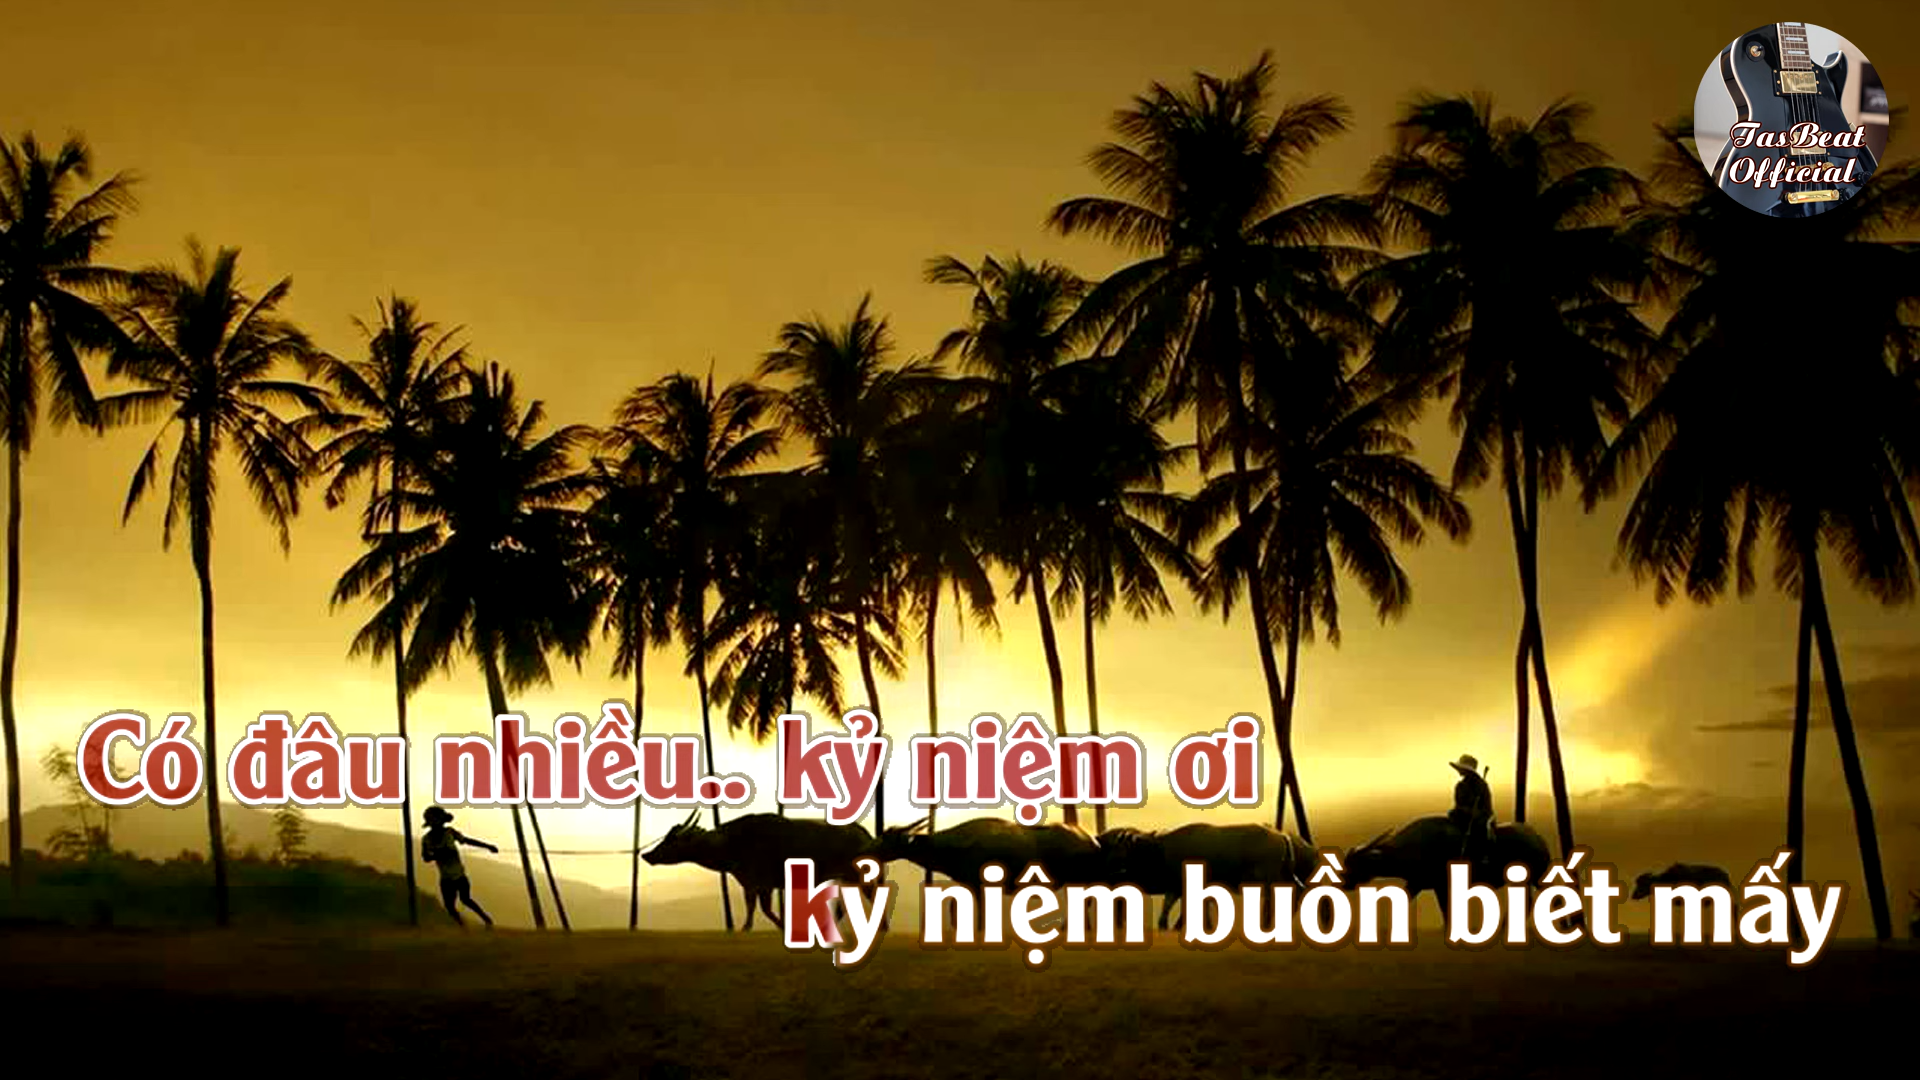 TasBeat
Official
Có đâu nhiều.. kỷ niệm ơi
kỷ niệm buồn biết mấy